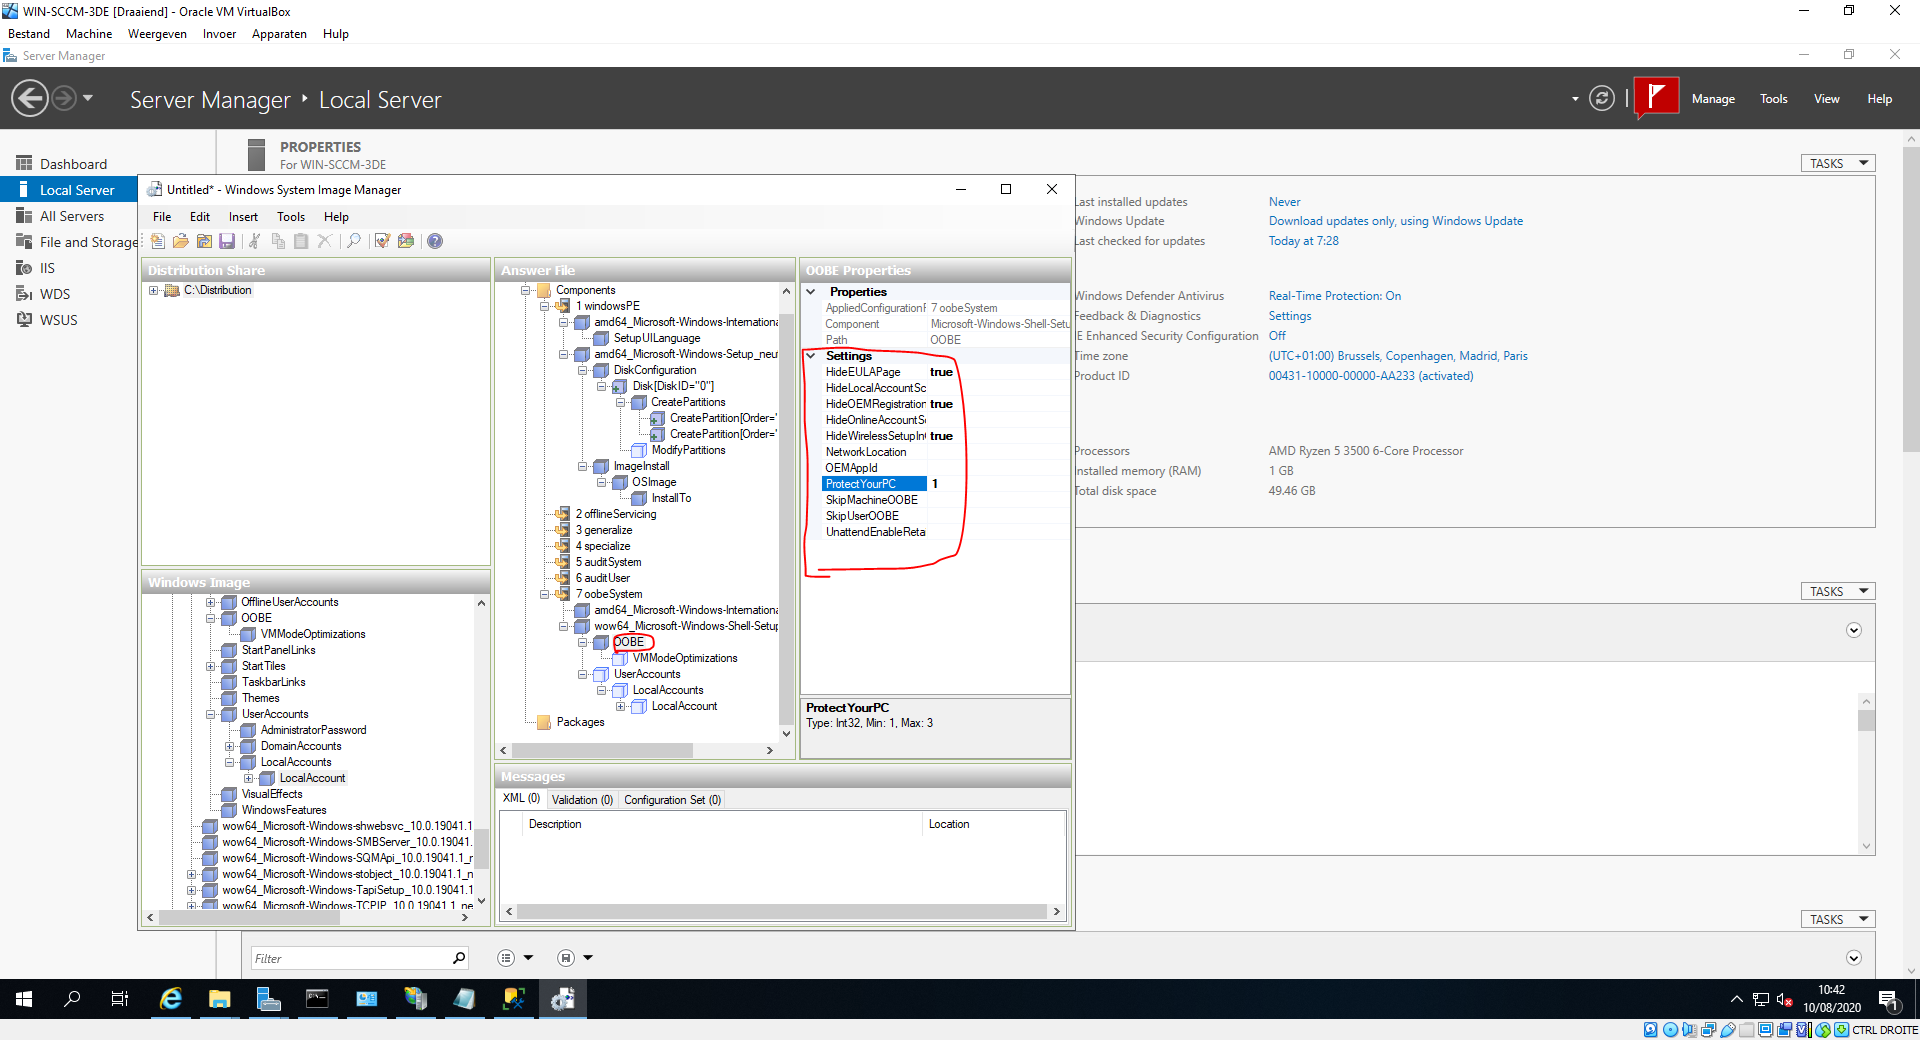 WIN-SCCM-3DE [Draaiend] - Oracle VM VirtualBox
Bestand Machine Weergeven Invoer Apparaten Hulp
Server Manager
Server Manager ‣ Local Server
Manage Tools View Help
Dashboard
Local Server
All Servers
File and Storage
IIS
WDS
WSUS
PROPERTIES
For WIN-SCCM-3DE
TASKS
Untitled* - Windows System Image Manager
File Edit Insert Tools Help
Distribution Share
C:\Distribution
Windows Image
OfflineUserAccounts
OOBE
VMModeOptimizations
StartPanelLinks
StartTiles
TaskbarLinks
Themes
UserAccounts
AdministratorPassword
DomainAccounts
LocalAccounts
LocalAccount
VisualEffects
WindowsFeatures
wow64_Microsoft-Windows-shwebsvc_10.0.19041.1
wow64_Microsoft-Windows-SMBServer_10.0.19041.
wow64_Microsoft-Windows-SQMApi_10.0.19041.1_r
wow64_Microsoft-Windows-stobject_10.0.19041.1_n
wow64_Microsoft-Windows-TapiSetup_10.0.19041.1
wow64_Microsoft-Windows-TCPIP_10.0.19041.1_ne
Answer File
Components
1 windowsPE
amd64_Microsoft-Windows-Internationa
SetupUILanguage
amd64_Microsoft-Windows-Setup_neu
DiskConfiguration
Disk[DiskID="0"]
CreatePartitions
CreatePartition[Order="
CreatePartition[Order="
ModifyPartitions
ImageInstall
OSImage
InstallTo
2 offlineServicing
3 generalize
4 specialize
5 auditSystem
6 auditUser
7 oobeSystem
amd64_Microsoft-Windows-Internationa
wow64_Microsoft-Windows-Shell-Setup
OOBE
VMModeOptimizations
UserAccounts
LocalAccounts
LocalAccount
Packages
OOBE Properties
Properties
AppliedConfigurationF 7 oobeSystem
Component Microsoft-Windows-Shell-Setu
Path OOBE
Settings
HideEULAPage true
HideLocalAccountSc
HideOEMRegistration true
HideOnlineAccountSc
HideWirelessSetupIn true
NetworkLocation
OEMAppId
ProtectYourPC 1
SkipMachineOOBE
SkipUserOOBE
UnattendEnableReta
ProtectYourPC
Type: Int32, Min: 1, Max: 3
Messages
XML (0) Validation (0) Configuration Set (0)
Description Location
Last installed updates Never
Windows Update Download updates only, using Windows Update
Last checked for updates Today at 7:28
Windows Defender Antivirus Real-Time Protection: On
Feedback & Diagnostics Settings
IE Enhanced Security Configuration Off
Time zone (UTC+01:00) Brussels, Copenhagen, Madrid, Paris
Product ID 00431-10000-00000-AA233 (activated)
Processors AMD Ryzen 5 3500 6-Core Processor
Installed memory (RAM) 1 GB
Total disk space 49.46 GB
TASKS
TASKS
Filter
10:42
10/08/2020
1
CTRL DROITE